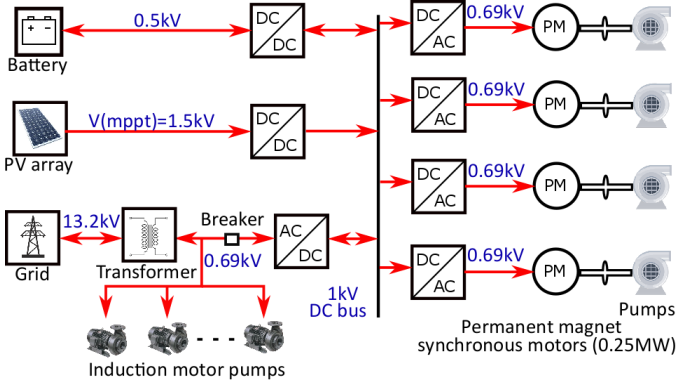 0.5kV
DC
DC
Battery
V(mppt)=1.5kV
DC
DC
PV array
13.2kV
Grid
Transformer
Breaker
0.69kV
AC
DC
1kV
DC bus
Induction motor pumps
DC
AC
0.69kV
PM
DC
AC
0.69kV
PM
DC
AC
0.69kV
PM
DC
AC
0.69kV
PM
Pumps
Permanent magnet
synchronous motors (0.25MW)